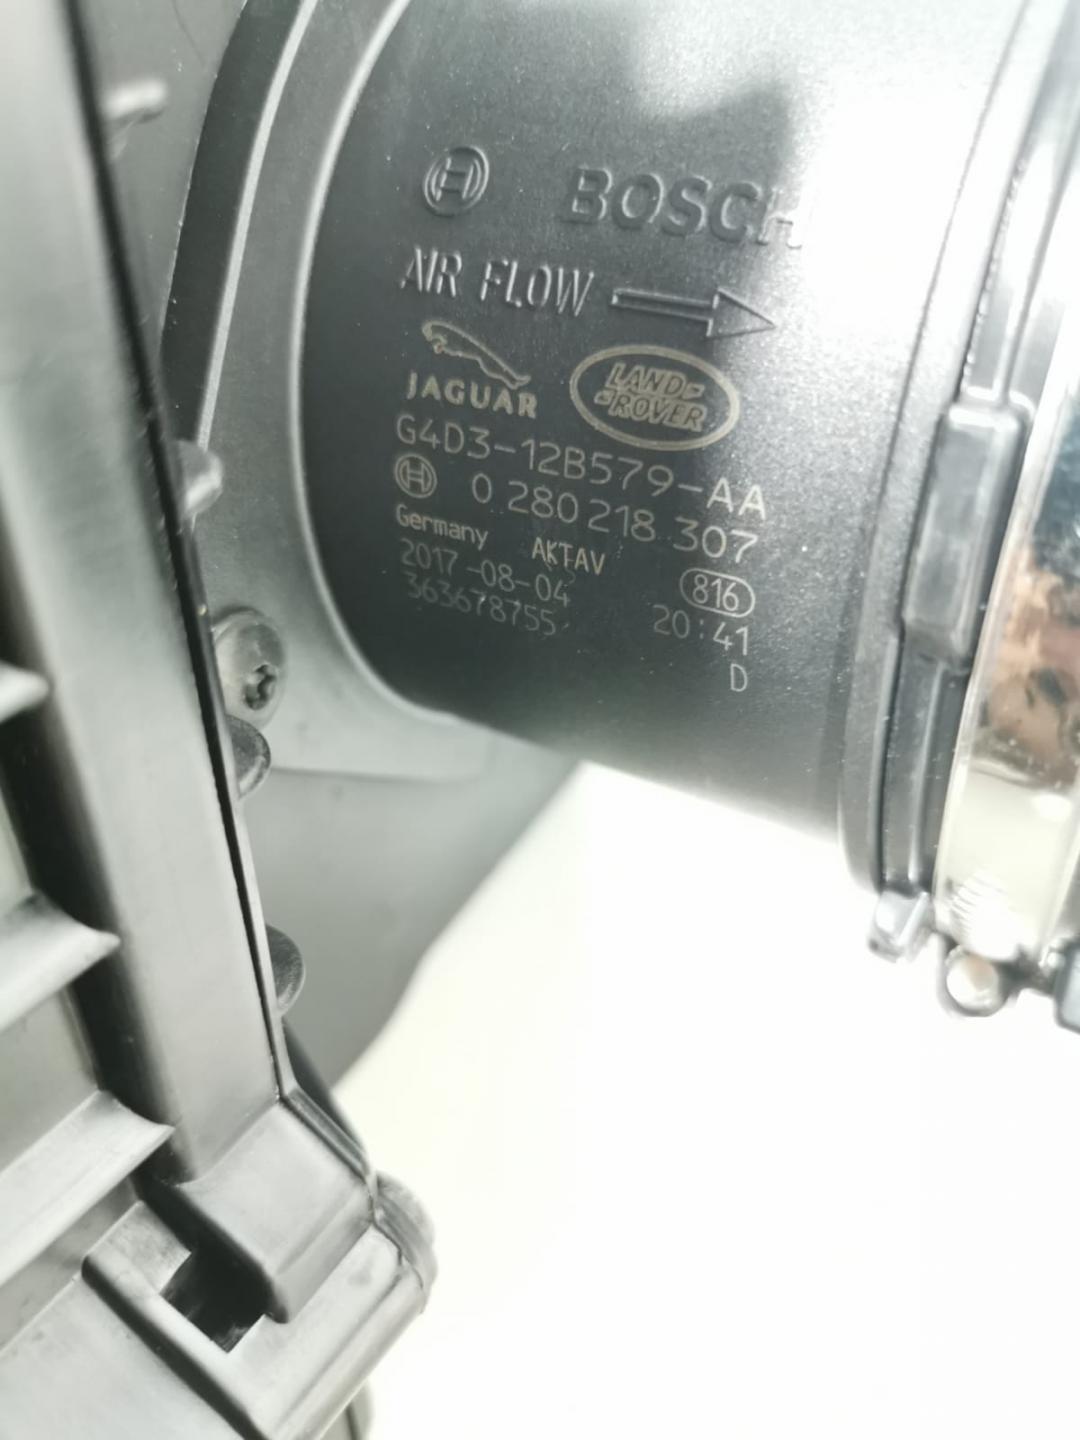 BOSCH
AIR FLOW
JAGUAR
LAND-
-ROVER
G4D3-12B579-AA
0 280 218 307
Germany AKTAV
2017-08-04 816
363678755 20:41
D